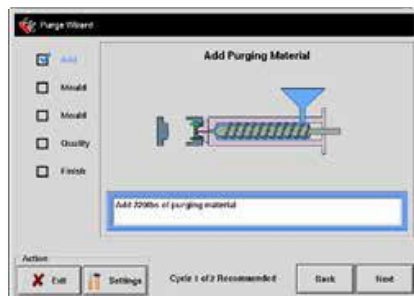 Purge Wizard
Add
Add Purging Material
Mould
Mould
Quality
Finish
Add 220lbs of purging material
Action
Exit
Settings
Cycle 1 of 2 Recommended
Back
Next